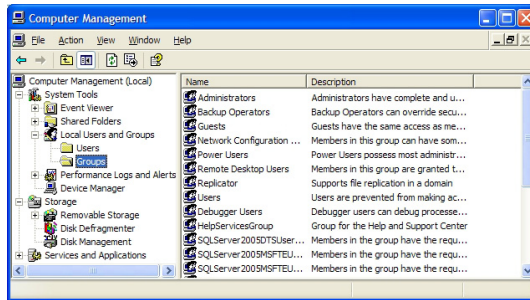 Computer Management
File Action View Window Help
Computer Management (Local)
System Tools
Event Viewer
Shared Folders
Local Users and Groups
Users
Groups
Performance Logs and Alerts
Device Manager
Storage
Removable Storage
Disk Defragmenter
Disk Management
Services and Applications
Name Description
Administrators Administrators have complete and u...
Backup Operators Backup Operators can override secu...
Guests Guests have the same access as me...
Network Configuration ... Members in this group can have som...
Power Users Power Users possess most administr...
Remote Desktop Users Members in this group are granted t...
Replicator Supports file replication in a domain
Users Users are prevented from making ac...
Debugger Users Debugger users can debug processe...
HelpServicesGroup Group for the Help and Support Center
SQLServer2005DTSUser... Members in the group have the requ...
SQLServer2005MSFTEU... Members in the group have the requ...
SQLServer2005MSFTEU... Members in the group have the requ...